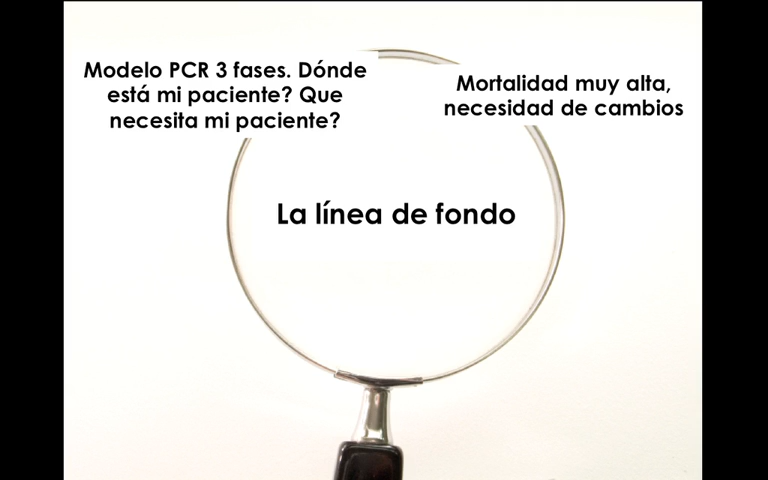 Modelo PCR 3 fases. Dónde
está mi paciente? Que
necesita mi paciente?
Mortalidad muy alta,
necesidad de cambios
La línea de fondo